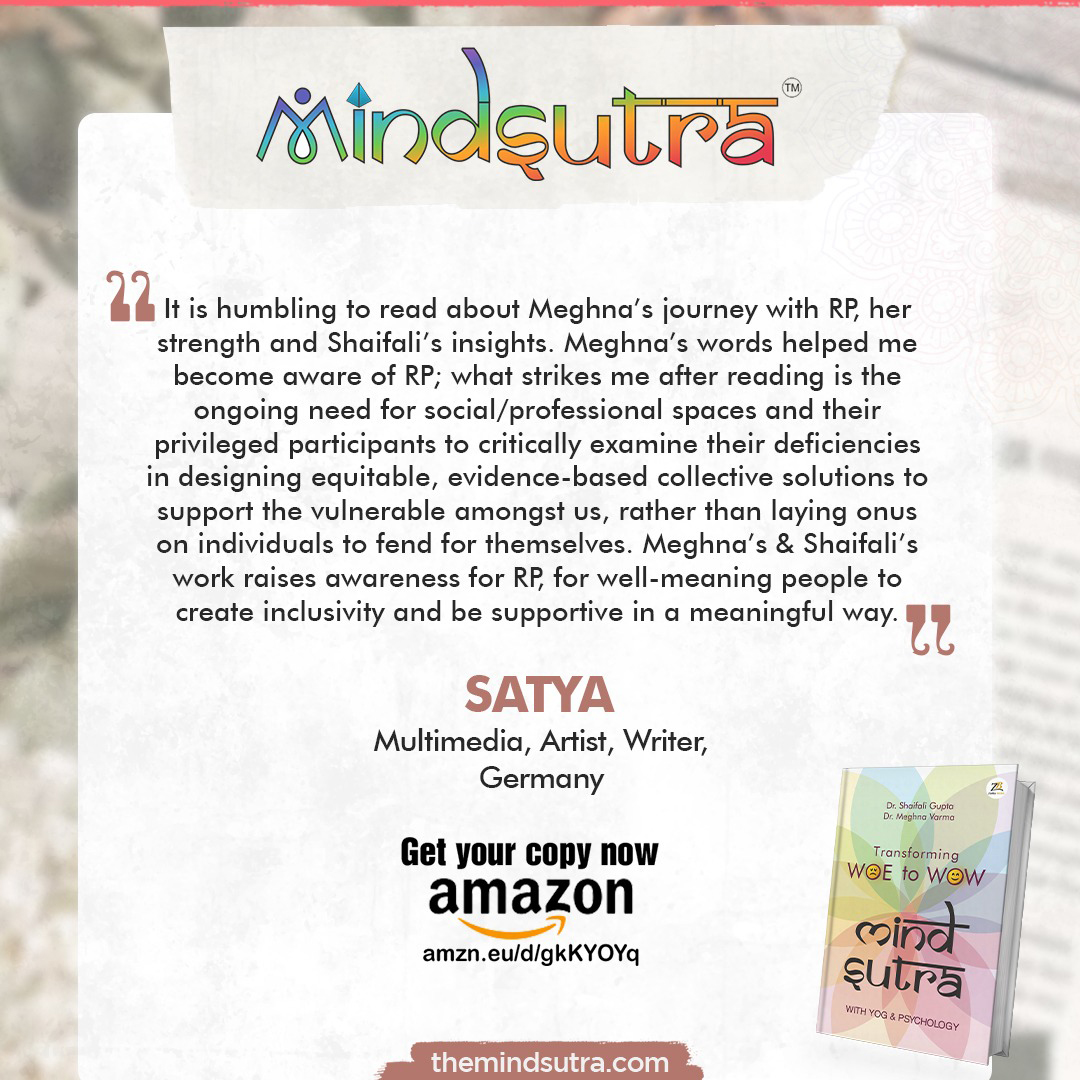 Mindsutra™
It is humbling to read about Meghna's journey with RP, her
strength and Shaifali's insights. Meghna's words helped me
become aware of RP; what strikes me after reading is the
ongoing need for social/professional spaces and their
privileged participants to critically examine their deficiencies
in designing equitable, evidence-based collective solutions to
support the vulnerable amongst us, rather than laying onus
on individuals to fend for themselves. Meghna's & Shaifali's
work raises awareness for RP, for well-meaning people to
create inclusivity and be supportive in a meaningful way.
SATYA
Multimedia, Artist, Writer,
Germany
Get your copy now
amazon
amzn.eu/d/gkKYOYq
Dr. Shaifali Gupta
Dr. Meghna Varma
Transforming
WOE to WOW
mind
sutra
WITH YOG & PSYCHOLOGY
themindsutra.com